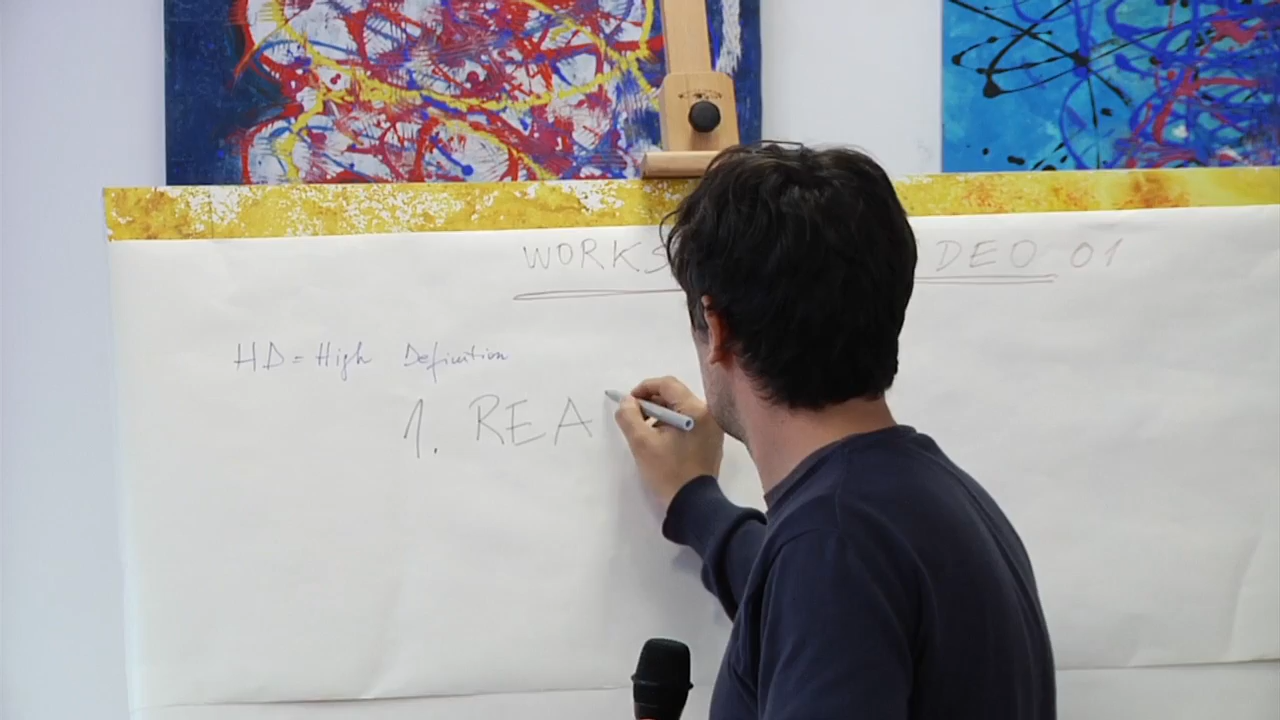 WORKS DEO 01
HD = High Definition
1. REA